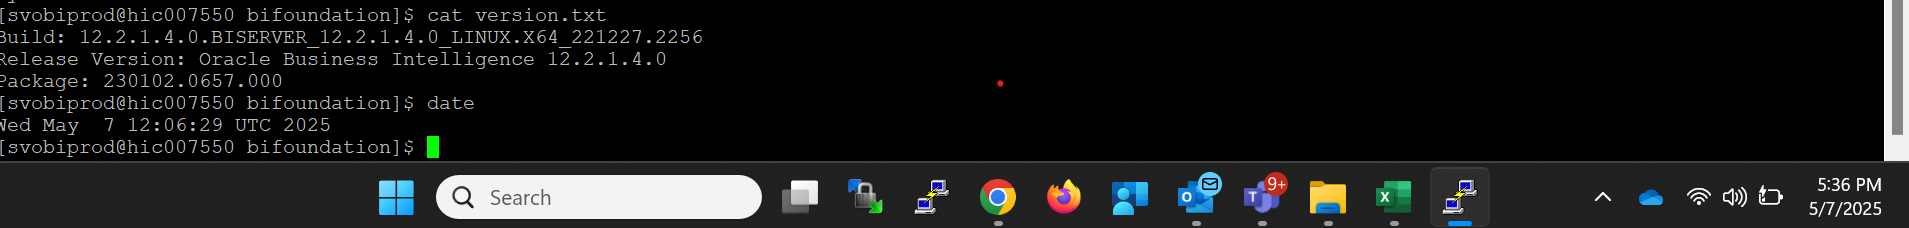 [svobiprod@hic007550 bifoundation]$ cat version.txt
Build: 12.2.1.4.0.BISERVER_12.2.1.4.0_LINUX.X64_221227.2256
Release Version: Oracle Business Intelligence 12.2.1.4.0
Package: 230102.0657.000
[svobiprod@hic007550 bifoundation]$ date
Wed May  7 12:06:29 UTC 2025
[svobiprod@hic007550 bifoundation]$
Search
9+
5:36 PM
5/7/2025